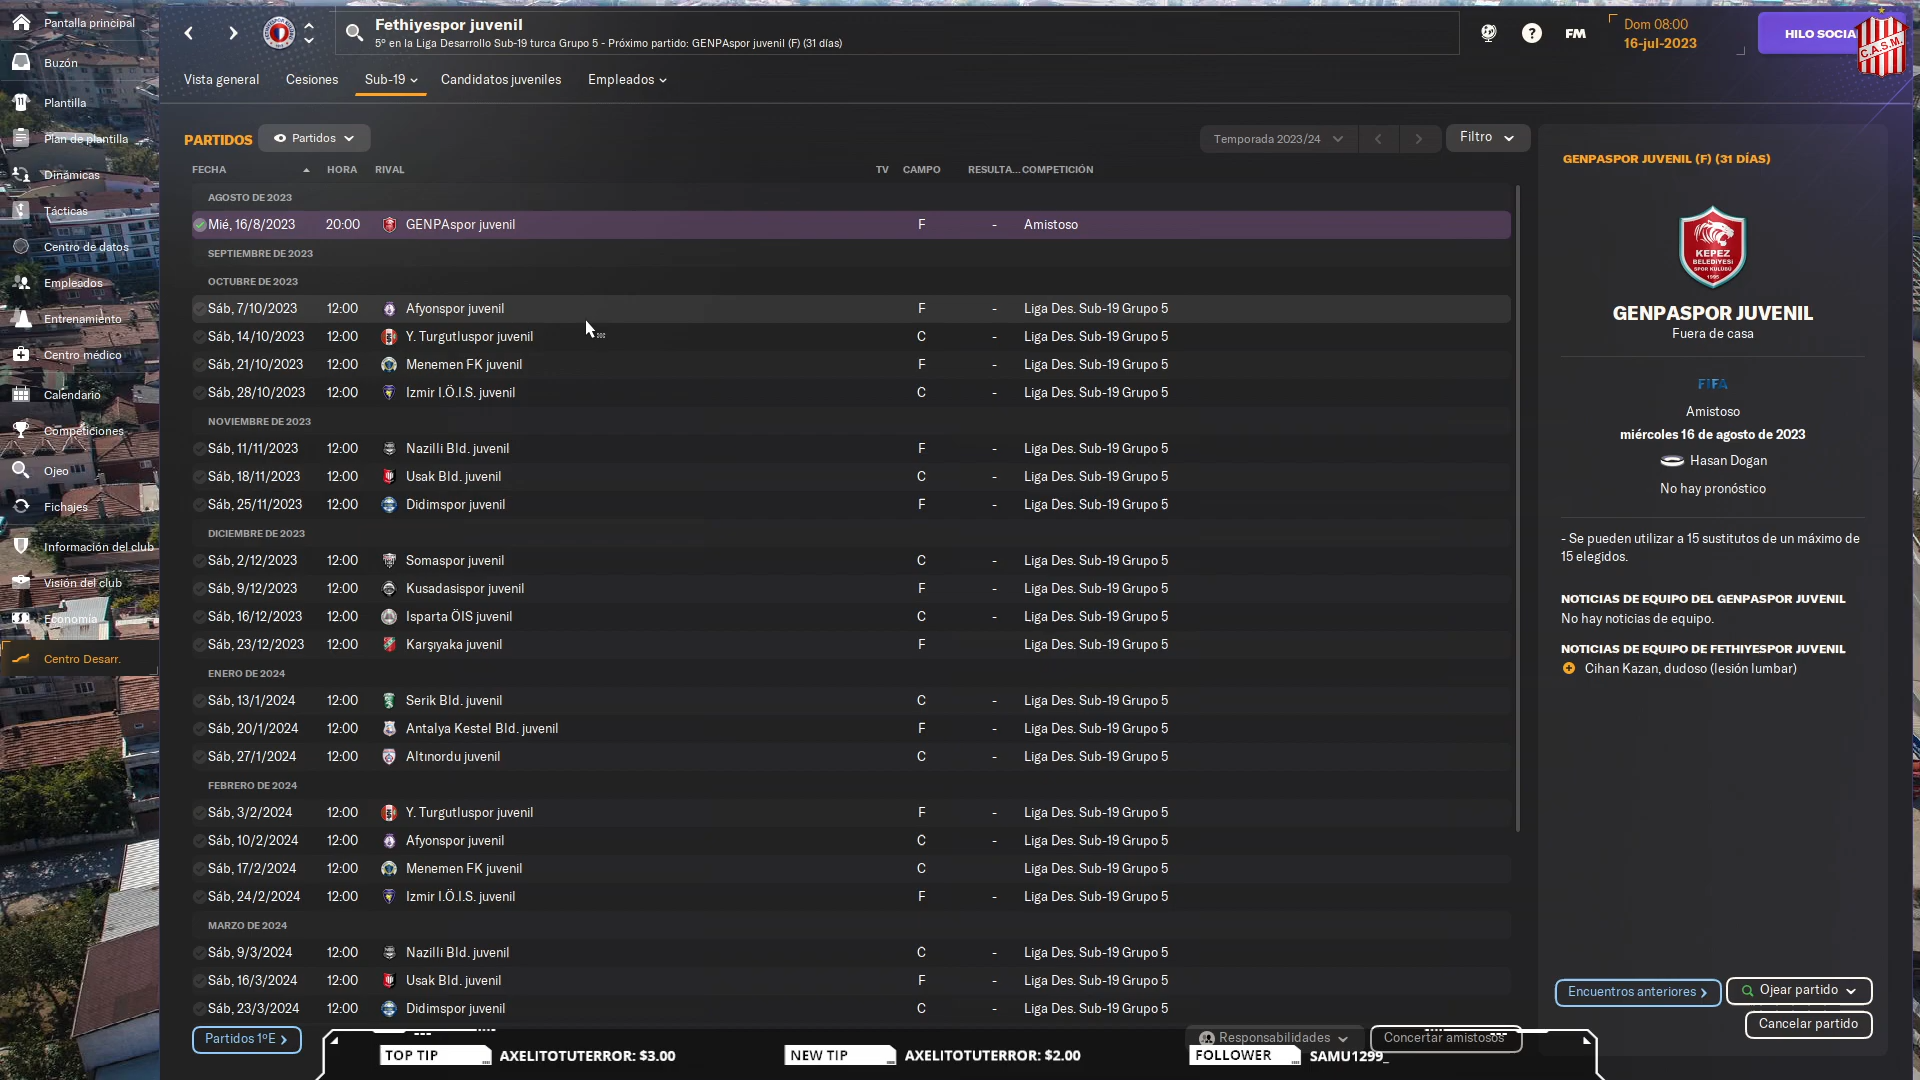 Pantalla principal
Buzón
Plantilla
Plan de plantilla
Dinámicas
Tácticas
Centro de datos
Empleados
Entrenamiento
Centro médico
Calendario
Competiciones
Ojeo
Fichajes
Información del club
Visión del club
Economía
Centro Desarr.
Fethiyespor juvenil
5º en la Liga Desarrollo Sub-19 turca Grupo 5 - Próximo partido: GENPAspor juvenil (F) (31 días)
?
FM
Dom 08:00
16-jul-2023
HILO SOCIA
C.A.S.M.
Vista general
Cesiones
Sub-19
Candidatos juveniles
Empleados
PARTIDOS
Partidos
Temporada 2023/24
Filtro
FECHA HORA RIVAL TV CAMPO RESULTA... COMPETICIÓN
AGOSTO DE 2023
Mié, 16/8/2023 20:00 GENPAspor juvenil F - Amistoso
SEPTIEMBRE DE 2023
OCTUBRE DE 2023
Sáb, 7/10/2023 12:00 Afyonspor juvenil F - Liga Des. Sub-19 Grupo 5
Sáb, 14/10/2023 12:00 Y. Turgutluspor juvenil C - Liga Des. Sub-19 Grupo 5
Sáb, 21/10/2023 12:00 Menemen FK juvenil F - Liga Des. Sub-19 Grupo 5
Sáb, 28/10/2023 12:00 Izmir I.Ö.I.S. juvenil C - Liga Des. Sub-19 Grupo 5
NOVIEMBRE DE 2023
Sáb, 11/11/2023 12:00 Nazilli Bld. juvenil F - Liga Des. Sub-19 Grupo 5
Sáb, 18/11/2023 12:00 Usak Bld. juvenil C - Liga Des. Sub-19 Grupo 5
Sáb, 25/11/2023 12:00 Didimspor juvenil F - Liga Des. Sub-19 Grupo 5
DICIEMBRE DE 2023
Sáb, 2/12/2023 12:00 Somaspor juvenil C - Liga Des. Sub-19 Grupo 5
Sáb, 9/12/2023 12:00 Kusadasispor juvenil F - Liga Des. Sub-19 Grupo 5
Sáb, 16/12/2023 12:00 Isparta ÖIS juvenil C - Liga Des. Sub-19 Grupo 5
Sáb, 23/12/2023 12:00 Karşıyaka juvenil F - Liga Des. Sub-19 Grupo 5
ENERO DE 2024
Sáb, 13/1/2024 12:00 Serik Bld. juvenil C - Liga Des. Sub-19 Grupo 5
Sáb, 20/1/2024 12:00 Antalya Kestel Bld. juvenil F - Liga Des. Sub-19 Grupo 5
Sáb, 27/1/2024 12:00 Altınordu juvenil C - Liga Des. Sub-19 Grupo 5
FEBRERO DE 2024
Sáb, 3/2/2024 12:00 Y. Turgutluspor juvenil F - Liga Des. Sub-19 Grupo 5
Sáb, 10/2/2024 12:00 Afyonspor juvenil C - Liga Des. Sub-19 Grupo 5
Sáb, 17/2/2024 12:00 Menemen FK juvenil C Liga Des. Sub-19 Grupo 5
Sáb, 24/2/2024 12:00 Izmir I.Ö.I.S. juvenil F - Liga Des. Sub-19 Grupo 5
MARZO DE 2024
Sáb, 9/3/2024 12:00 Nazilli Bld. juvenil C - Liga Des. Sub-19 Grupo 5
Sáb, 16/3/2024 12:00 Usak Bld. juvenil F - Liga Des. Sub-19 Grupo 5
Sáb, 23/3/2024 12:00 Didimspor juvenil C - Liga Des. Sub-19 Grupo 5
GENPASPOR JUVENIL (F) (31 DÍAS)
KEPEZ
BELEDİYESİ
SPOR KULÜBÜ
1995
GENPASPOR JUVENIL
Fuera de casa
FIFA
Amistoso
miércoles 16 de agosto de 2023
Hasan Dogan
No hay pronóstico
- Se pueden utilizar a 15 sustitutos de un máximo de
15 elegidos.
NOTICIAS DE EQUIPO DEL GENPASPOR JUVENIL
No hay noticias de equipo.
NOTICIAS DE EQUIPO DE FETHIYESPOR JUVENIL
Cihan Kazan, dudoso (lesión lumbar)
Encuentros anteriores
Ojear partido
Cancelar partido
Partidos 1ºE
Responsabilidades
Concertar amistosos
TOP TIP AXELITOTUTERROR: $3.00
NEW TIP AXELITOTUTERROR: $2.00
FOLLOWER SAMU1299_